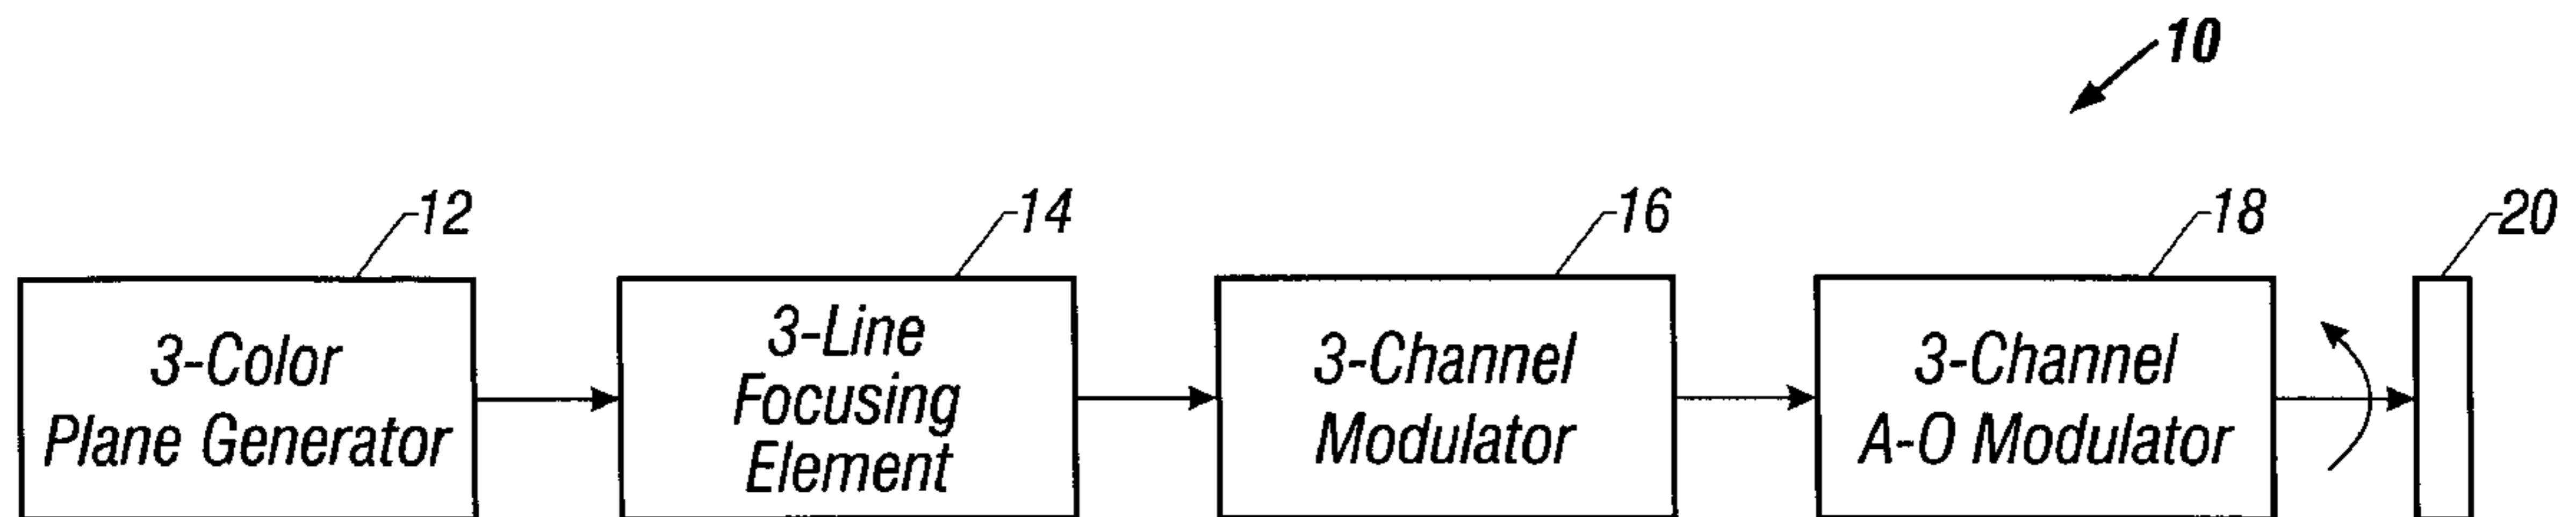 10
12
14
16
18
20
3-Color
Plane Generator
3-Line
Focusing
Element
3-Channel
Modulator
3-Channel
A-O Modulator